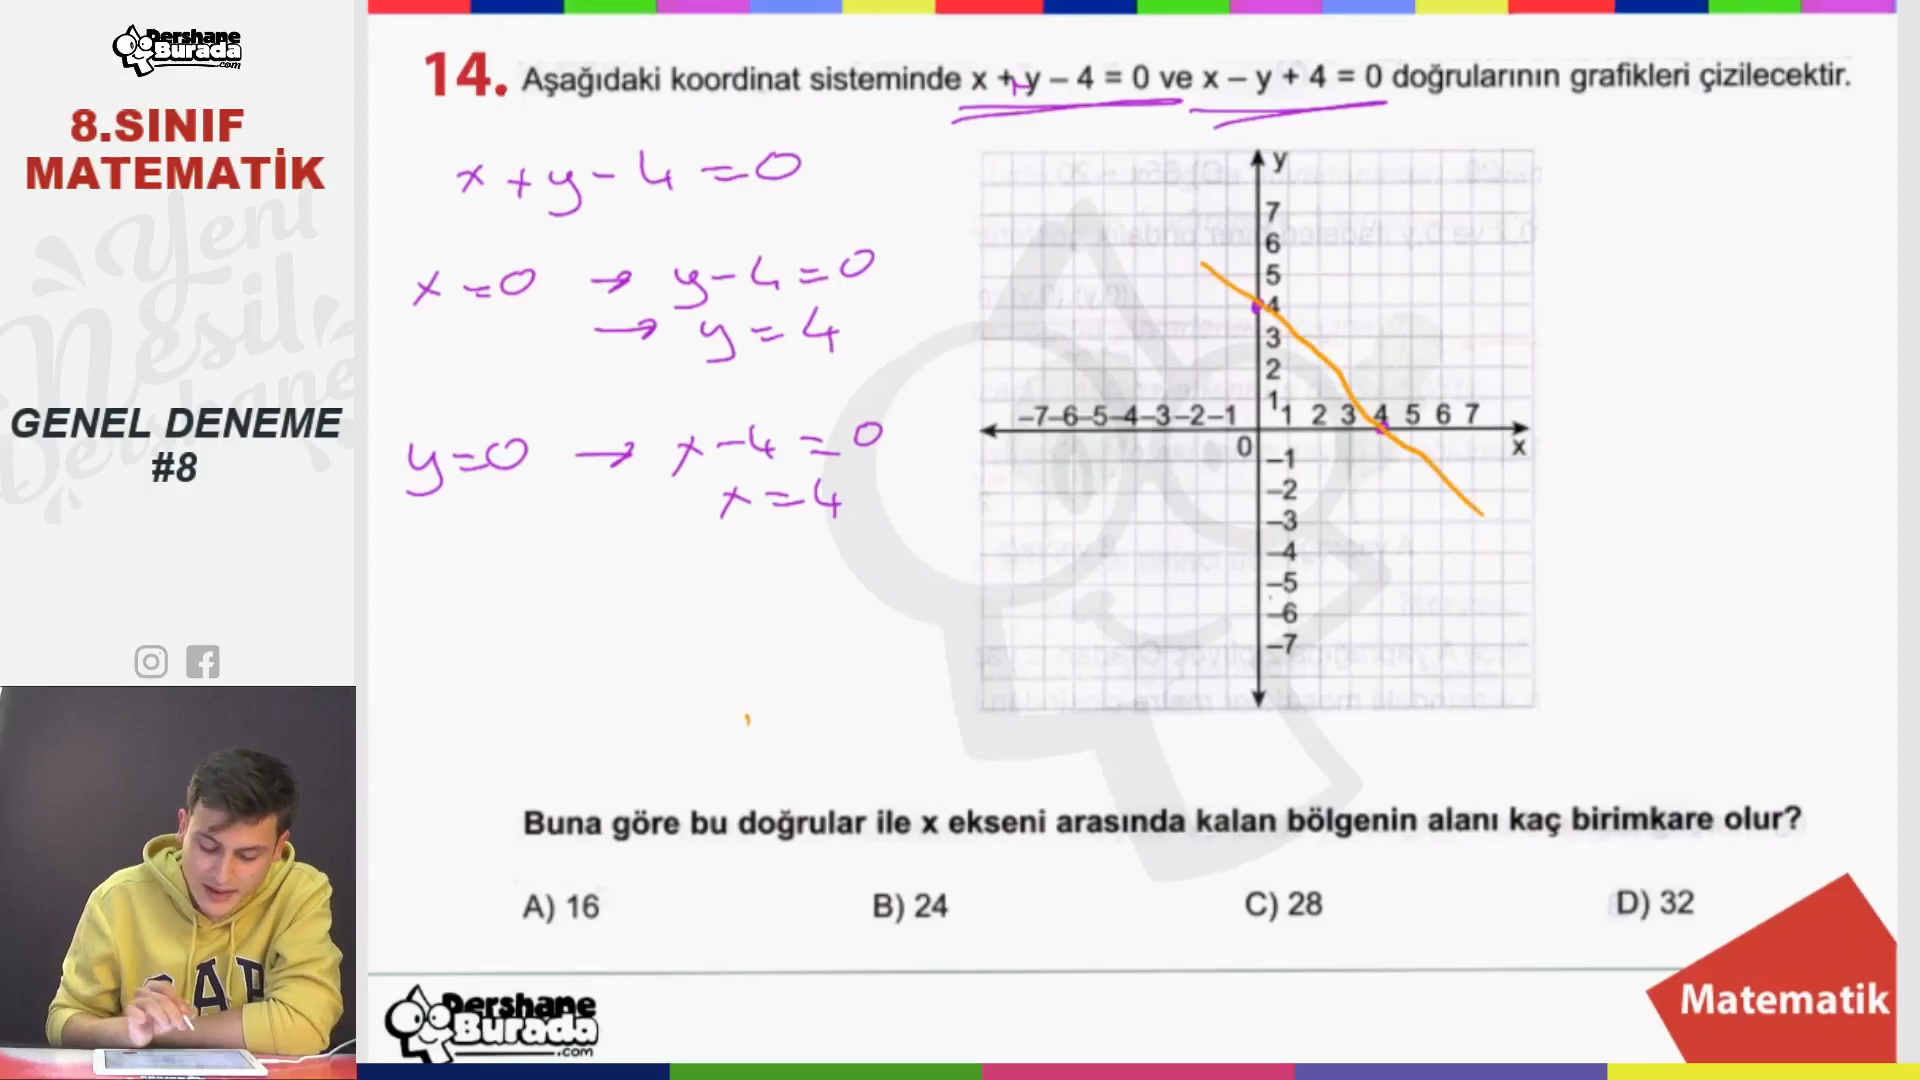 Dershane
Burada
.com
8.SINIF
MATEMATİK
Yeni
Nesil
Dershane
GENEL DENEME
#8
14. Aşağıdaki koordinat sisteminde x + y – 4 = 0 ve x – y + 4 = 0 doğrularının grafikleri çizilecektir.
x + y - 4 = 0
x = 0 → y - 4 = 0
→ y = 4
y = 0 → x - 4 = 0
x = 4
y
7
6
5
4
3
2
1
–7 –6 –5 –4 –3 –2 –1 1 2 3 4 5 6 7
0
x
–1
–2
–3
–4
–5
–6
–7
Buna göre bu doğrular ile x ekseni arasında kalan bölgenin alanı kaç birimkare olur?
A) 16 B) 24 C) 28 D) 32
GAP
Dershane
Burada
.com
Matematik